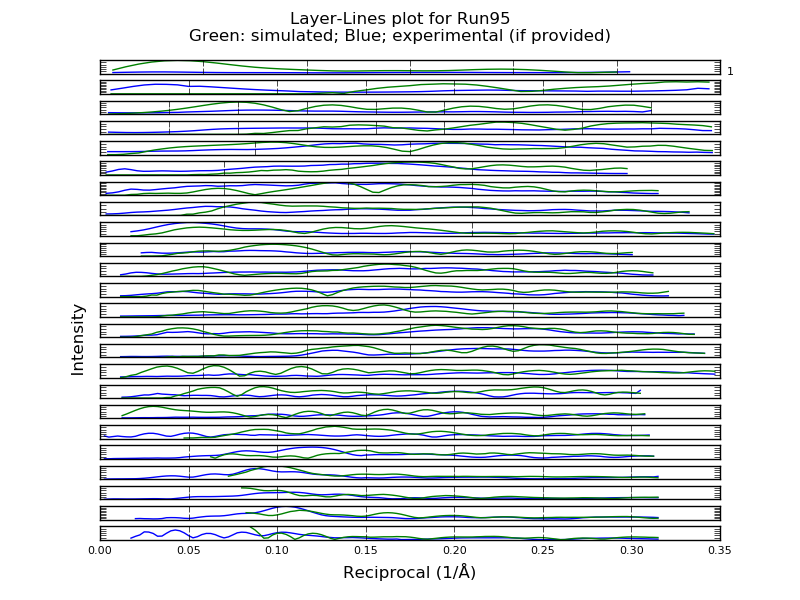 Layer-Lines plot for Run95
Green: simulated; Blue; experimental (if provided)
1
Intensity
0.00 0.05 0.10 0.15 0.20 0.25 0.30 0.35
Reciprocal (1/Å)